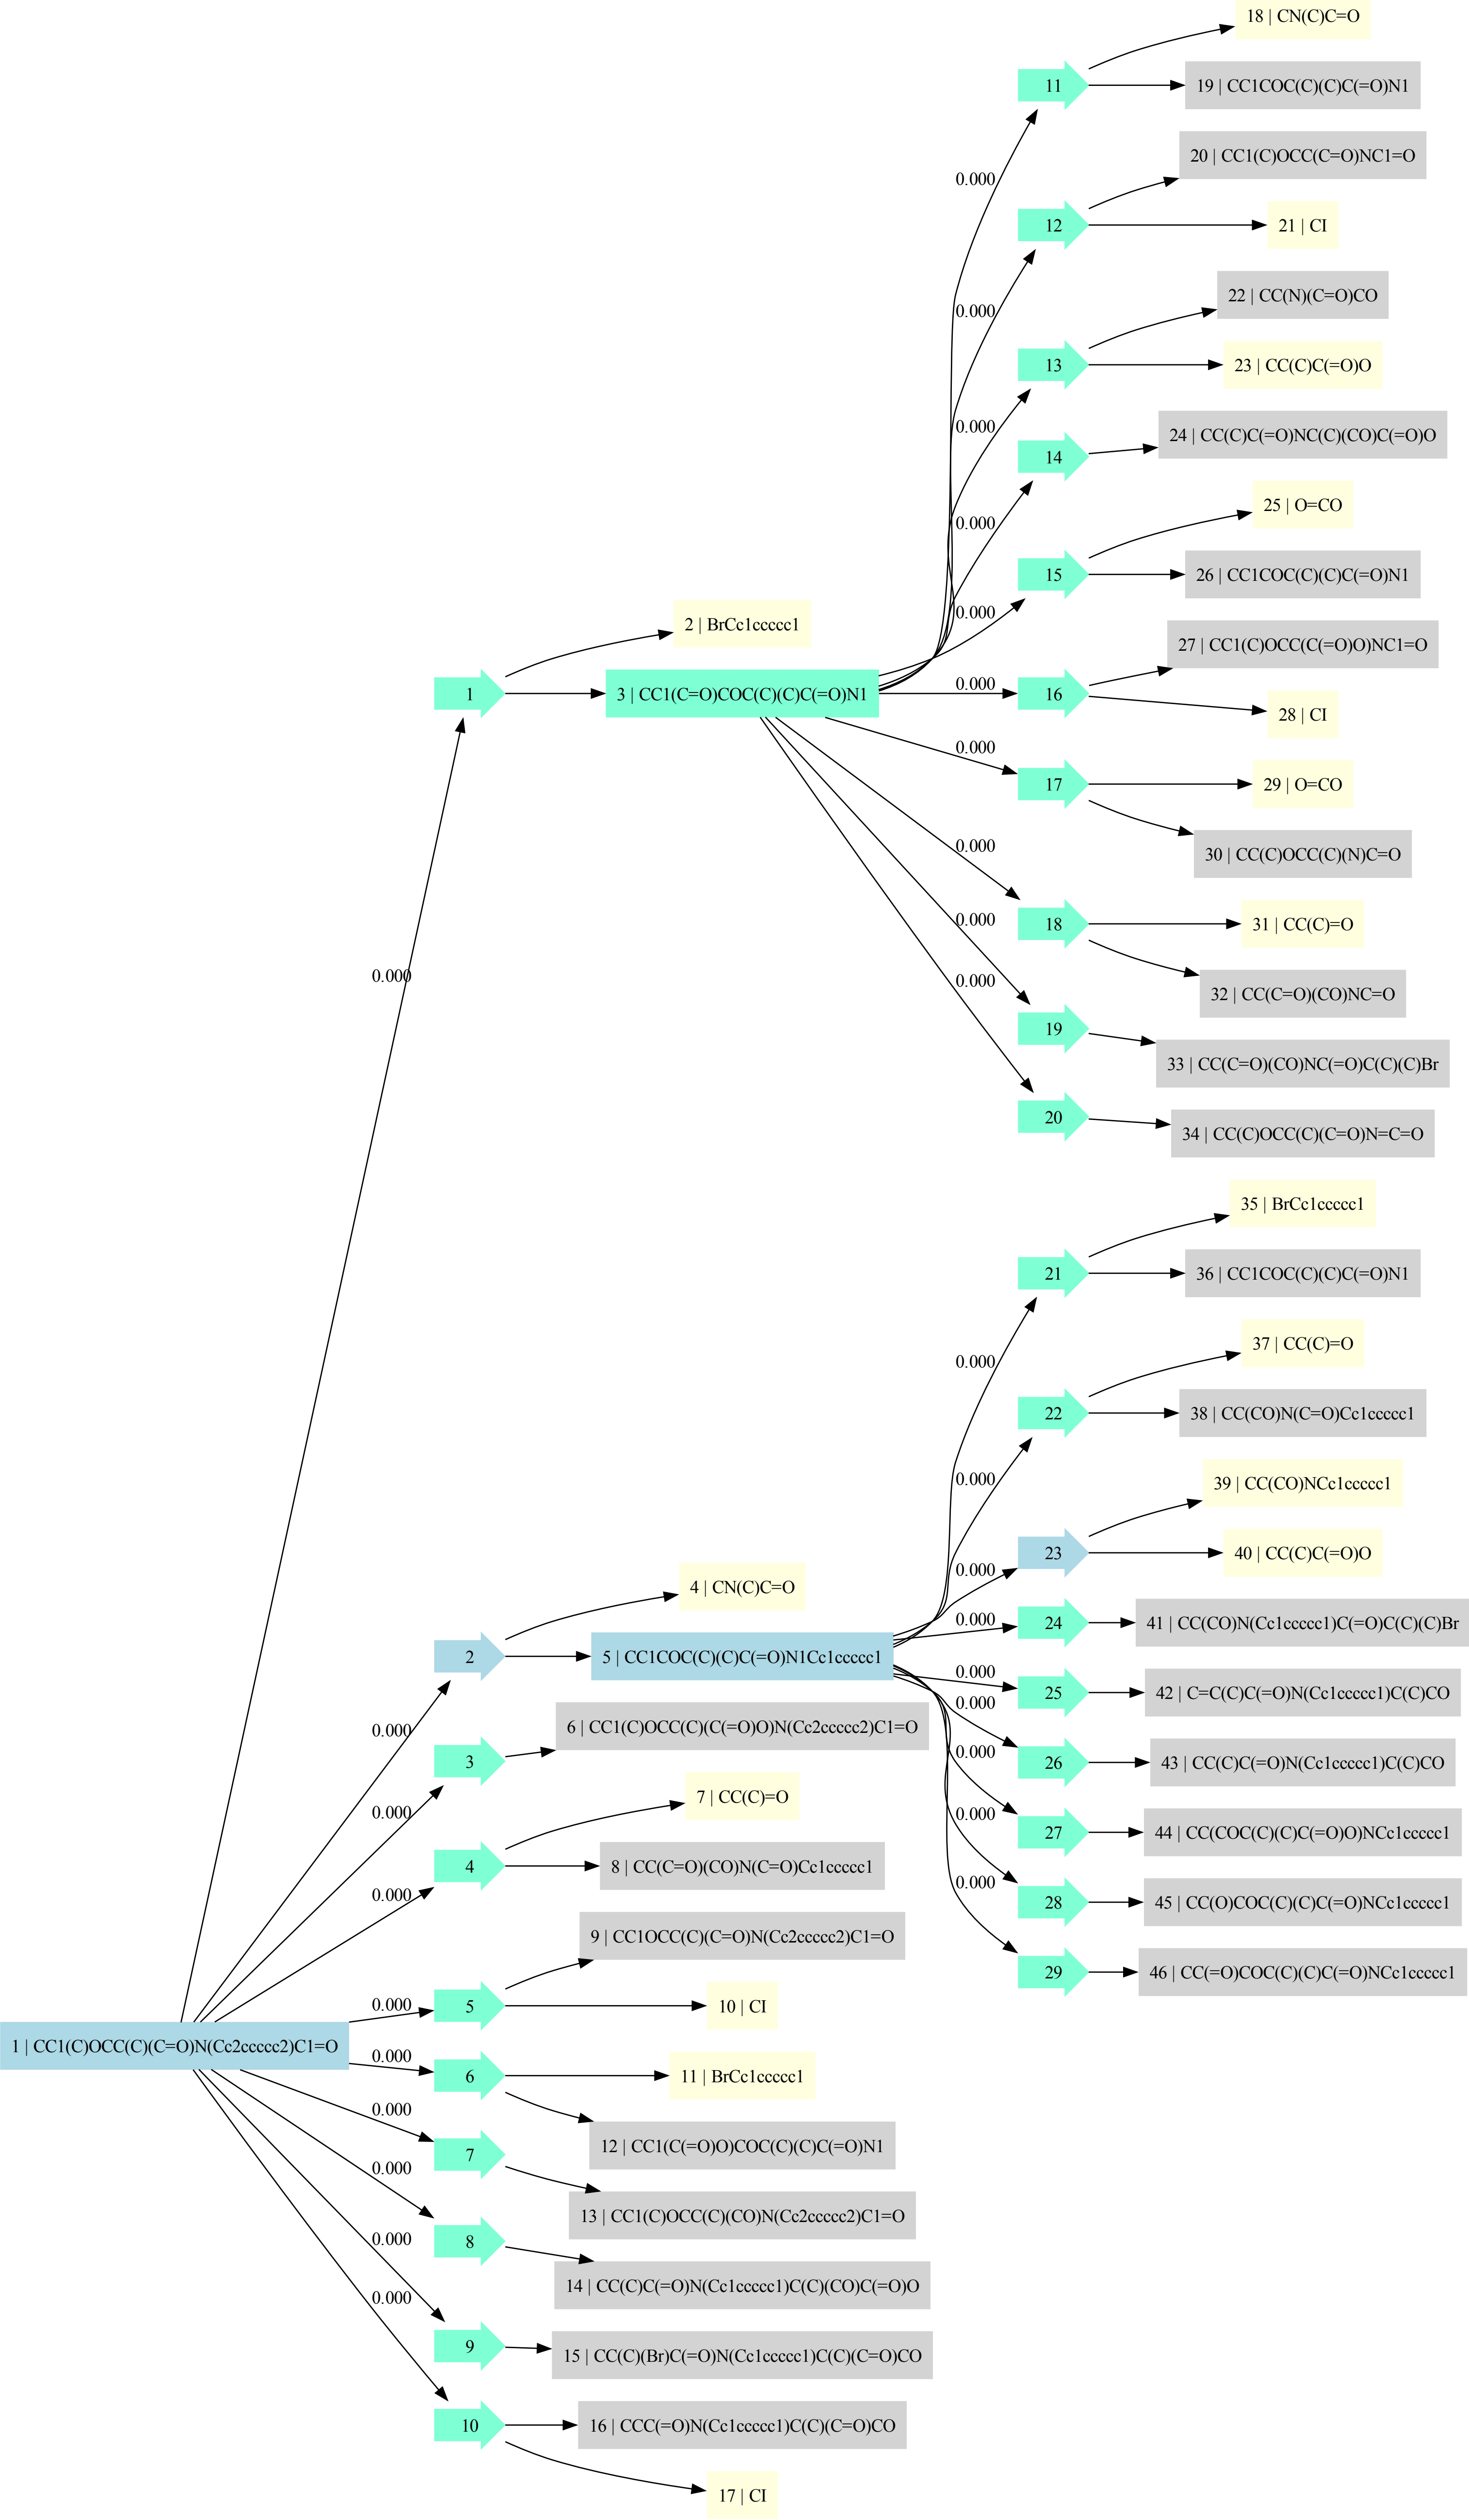 18 | CN(C)C=O
11
19 | CC1COC(C)(C)C(=O)N1
20 | CC1(C)OCC(C=O)NC1=O
0.000
12
21 | CI
22 | CC(N)(C=O)CO
0.000
13
23 | CC(C)C(=O)O
0.000
24 | CC(C)C(=O)NC(C)(CO)C(=O)O
14
25 | O=CO
0.000
15
26 | CC1COC(C)(C)C(=O)N1
0.000
2 | BrCc1ccccc1
27 | CC1(C)OCC(C(=O)O)NC1=O
1
3 | CC1(C=O)COC(C)(C)C(=O)N1
0.000
16
28 | CI
0.000
17
29 | O=CO
0.000
30 | CC(C)OCC(C)(N)C=O
0.000
18
31 | CC(C)=O
0.000
0.000
32 | CC(C=O)(CO)NC=O
19
33 | CC(C=O)(CO)NC(=O)C(C)(C)Br
20
34 | CC(C)OCC(C)(C=O)N=C=O
35 | BrCc1ccccc1
21
36 | CC1COC(C)(C)C(=O)N1
37 | CC(C)=O
0.000
22
38 | CC(CO)N(C=O)Cc1ccccc1
0.000
39 | CC(CO)NCc1ccccc1
23
40 | CC(C)C(=O)O
0.000
4 | CN(C)C=O
0.000
24
41 | CC(CO)N(Cc1ccccc1)C(=O)C(C)(C)Br
2
5 | CC1COC(C)(C)C(=O)N1Cc1ccccc1
0.000
25
42 | C=C(C)C(=O)N(Cc1ccccc1)C(C)CO
0.000
0.000
6 | CC1(C)OCC(C)(C(=O)O)N(Cc2ccccc2)C1=O
0.000
3
26
43 | CC(C)C(=O)N(Cc1ccccc1)C(C)CO
7 | CC(C)=O
0.000
0.000
27
44 | CC(COC(C)(C)C(=O)O)NCc1ccccc1
4
8 | CC(C=O)(CO)N(C=O)Cc1ccccc1
0.000
0.000
28
45 | CC(O)COC(C)(C)C(=O)NCc1ccccc1
9 | CC1OCC(C)(C=O)N(Cc2ccccc2)C1=O
29
46 | CC(=O)COC(C)(C)C(=O)NCc1ccccc1
0.000
5
10 | CI
1 | CC1(C)OCC(C)(C=O)N(Cc2ccccc2)C1=O
0.000
6
11 | BrCc1ccccc1
0.000
12 | CC1(C(=O)O)COC(C)(C)C(=O)N1
7
0.000
13 | CC1(C)OCC(C)(CO)N(Cc2ccccc2)C1=O
0.000
8
14 | CC(C)C(=O)N(Cc1ccccc1)C(C)(CO)C(=O)O
0.000
9
15 | CC(C)(Br)C(=O)N(Cc1ccccc1)C(C)(C=O)CO
10
16 | CCC(=O)N(Cc1ccccc1)C(C)(C=O)CO
17 | CI